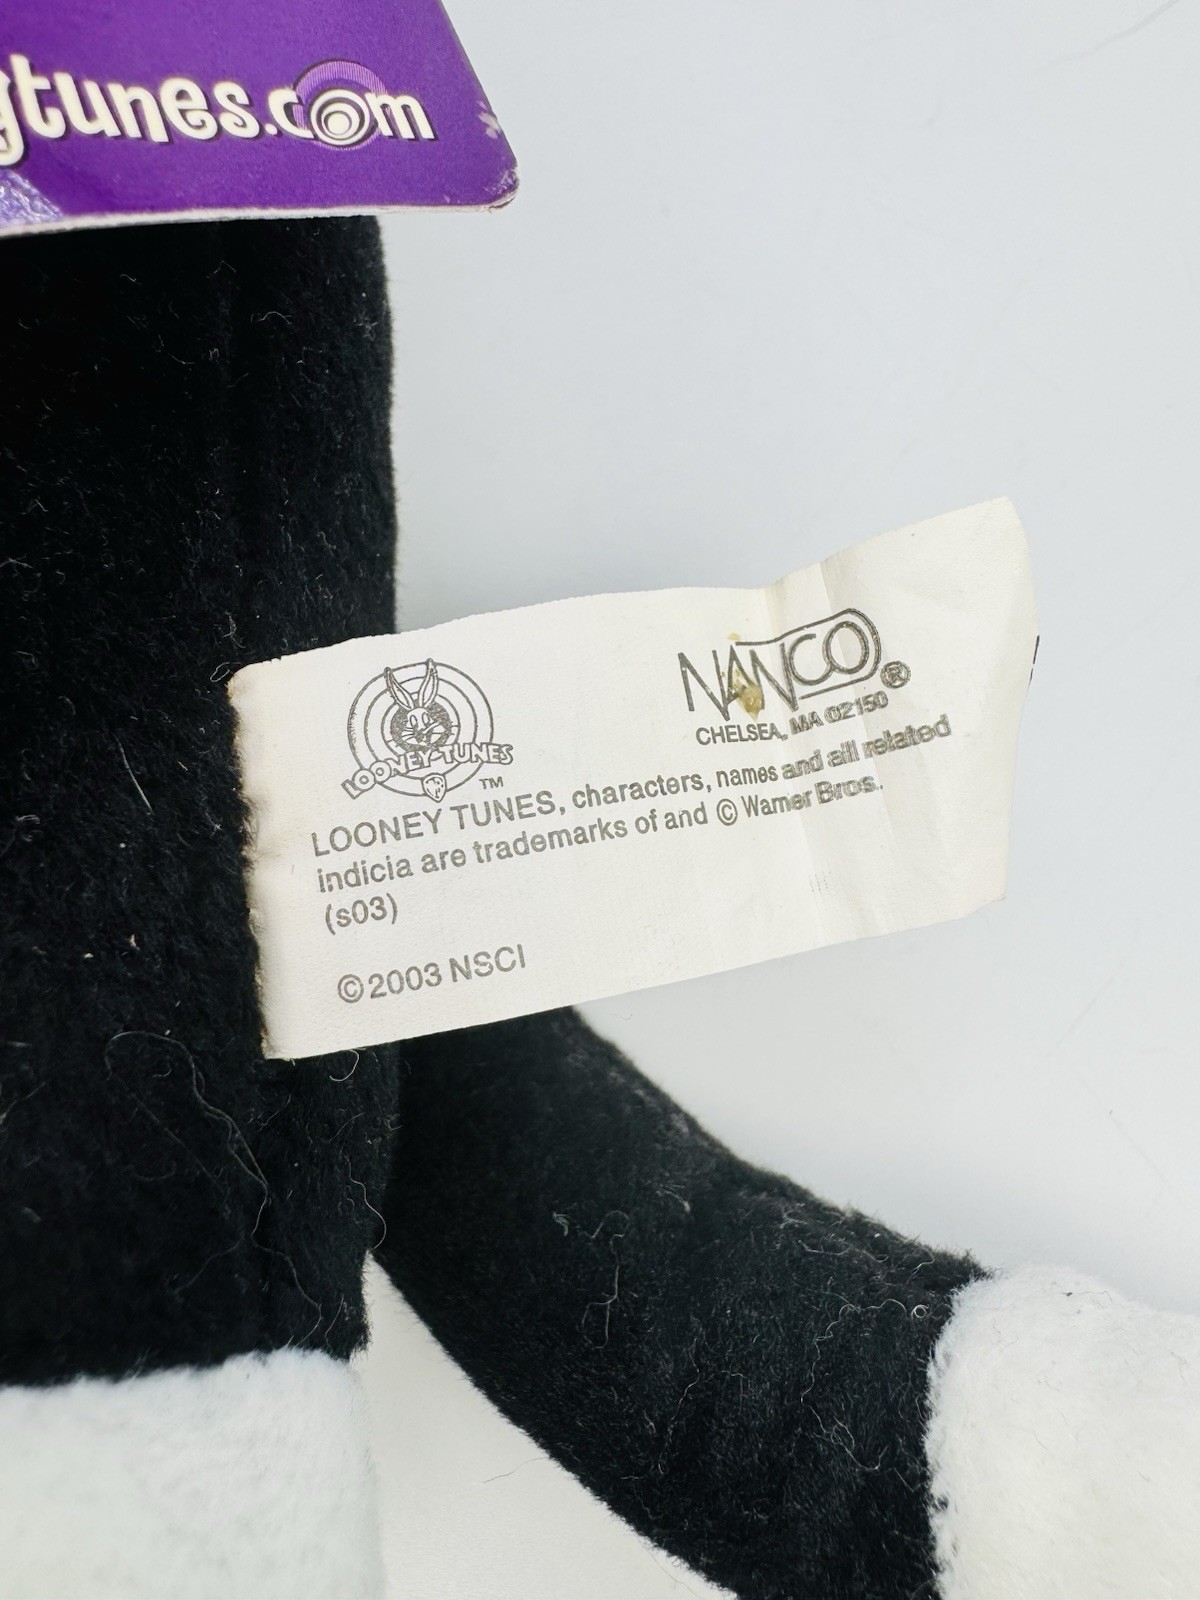 gtunes.com
LOONEY TUNES
TM
NANCO®
CHELSEA, MA 02150
LOONEY TUNES, characters, names and all related
indicia are trademarks of and © Warner Bros.
(s03)
©2003 NSCI